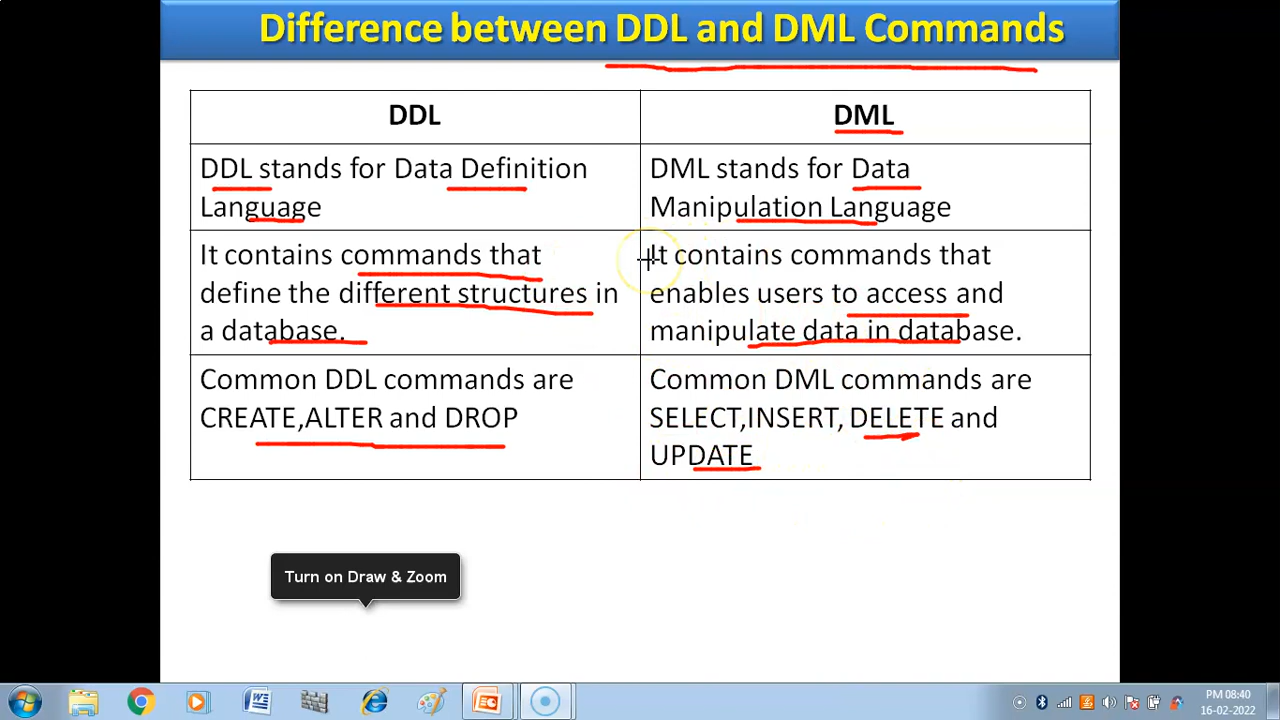 Difference between DDL and DML Commands
DDL
DML
DDL stands for Data Definition
Language
DML stands for Data
Manipulation Language
It contains commands that
define the different structures in
a database.
It contains commands that
enables users to access and
manipulate data in database.
Common DDL commands are
CREATE,ALTER and DROP
Common DML commands are
SELECT,INSERT, DELETE and
UPDATE
Turn on Draw & Zoom
PM 08:40
16-02-2022